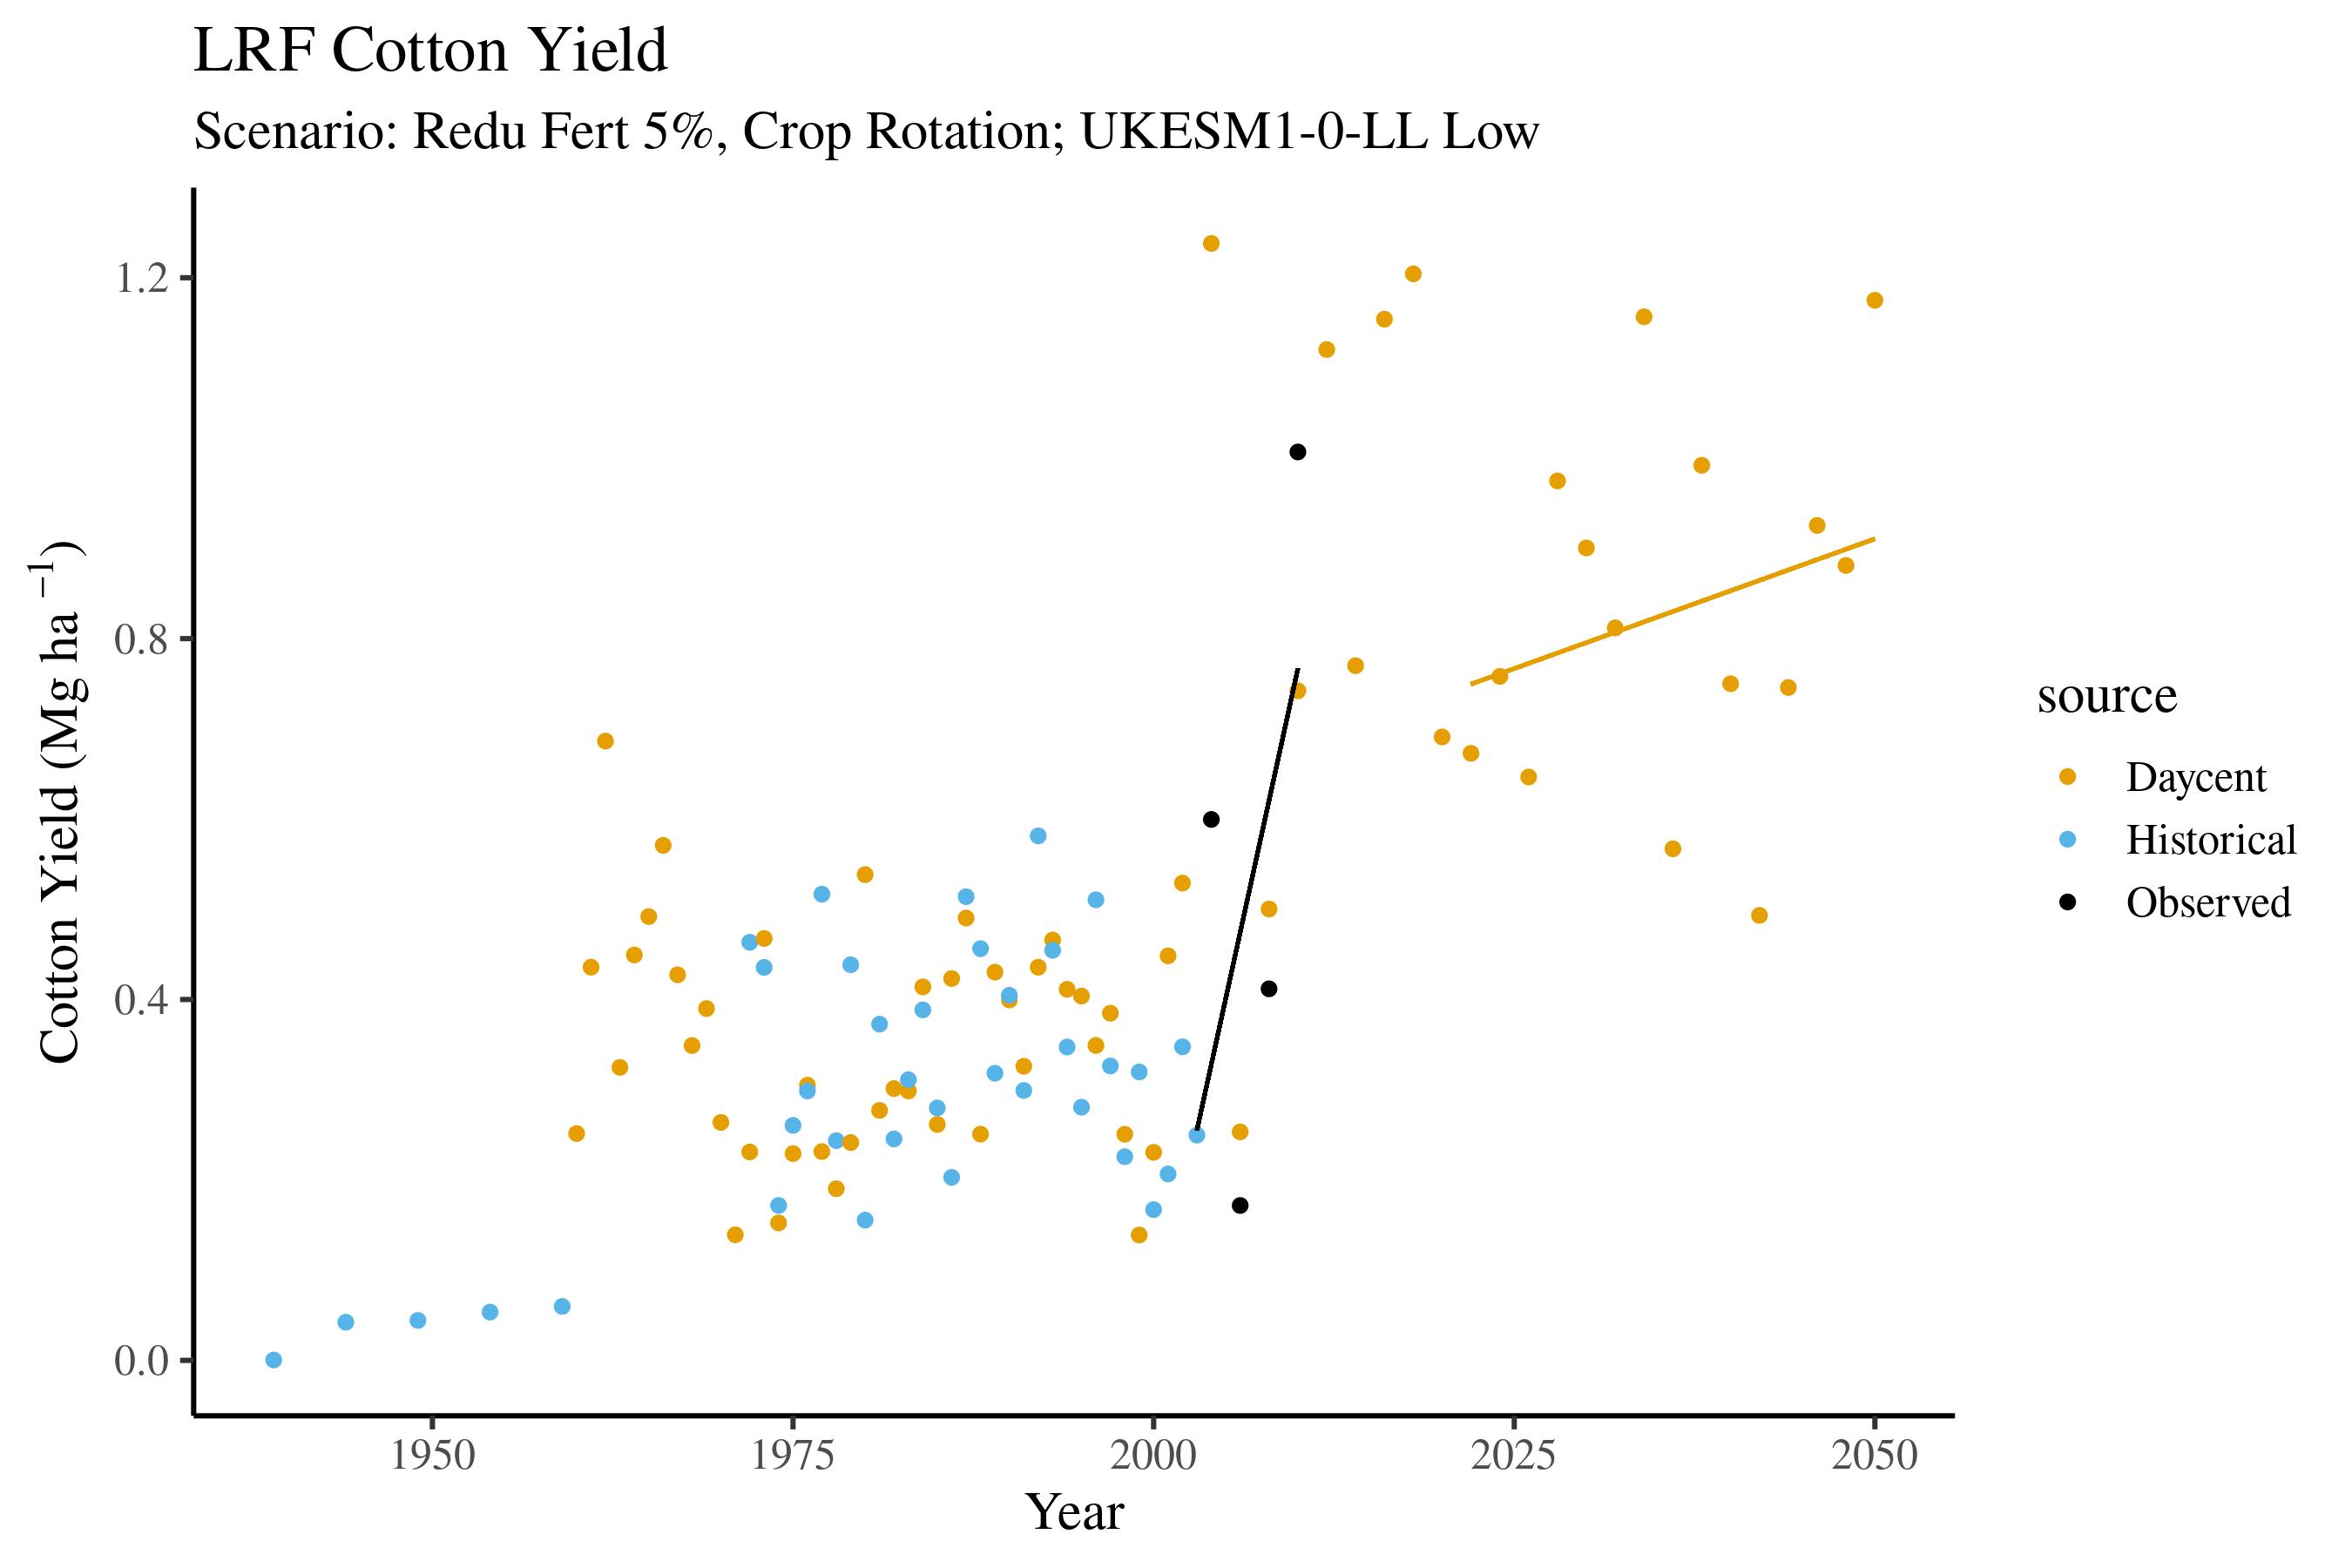 LRF Cotton Yield
Scenario: Redu Fert 5%, Crop Rotation; UKESM1-0-LL Low
Cotton Yield (Mg ha⁻¹)
1.2
0.8
0.4
0.0
1950
1975
2000
2025
2050
Year
source
Daycent
Historical
Observed